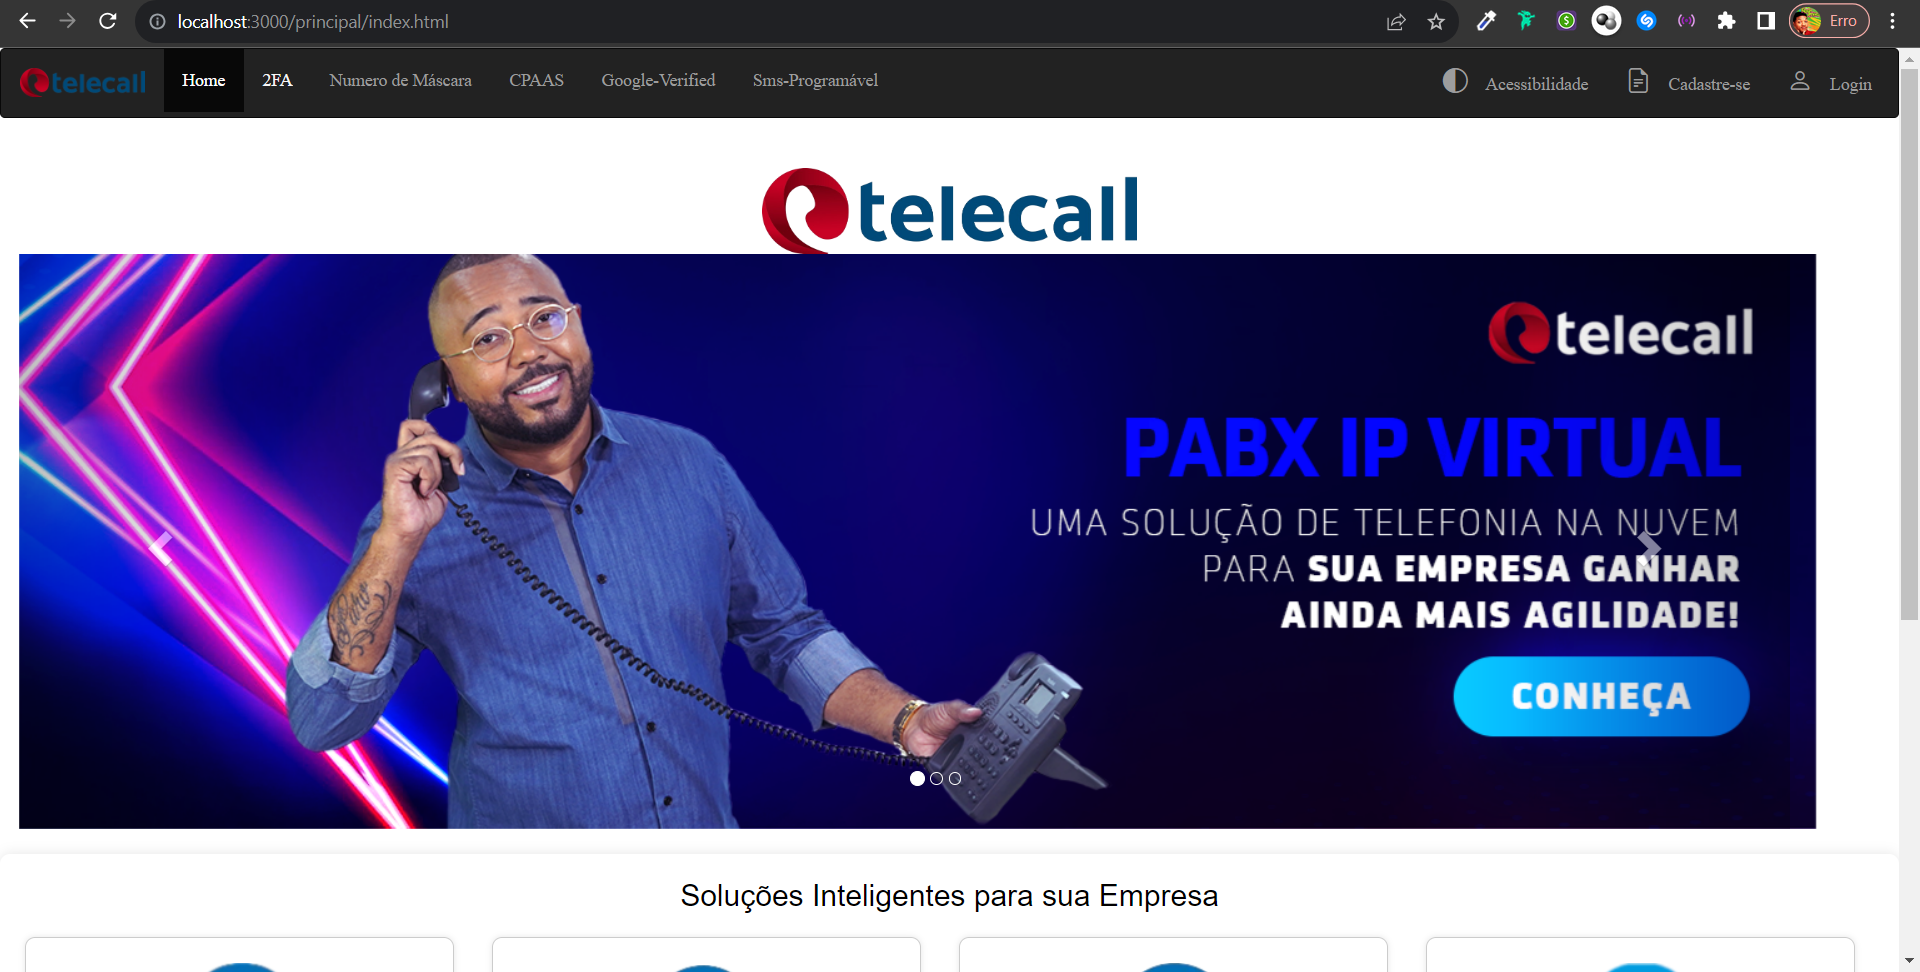 localhost:3000/principal/index.html
Erro
telecall
Home
2FA
Numero de Máscara
CPAAS
Google-Verified
Sms-Programável
Acessibilidade
Cadastre-se
Login
telecall
telecall
PABX IP VIRTUAL
UMA SOLUÇÃO DE TELEFONIA NA NUVEM
PARA SUA EMPRESA GANHAR
AINDA MAIS AGILIDADE!
CONHEÇA
Soluções Inteligentes para sua Empresa